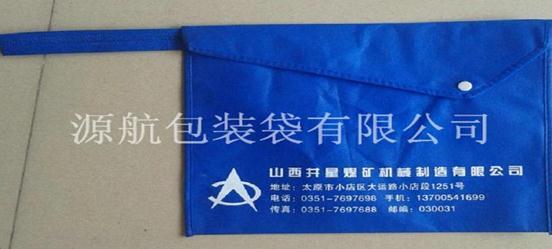 源航包装袋有限公司
山西井星煤矿机械制造有限公司
地址：太原市小店区大运路小店段1251号
电话：0351-7697698 手机：13700541699
传真：0351-7697688 邮编：030031